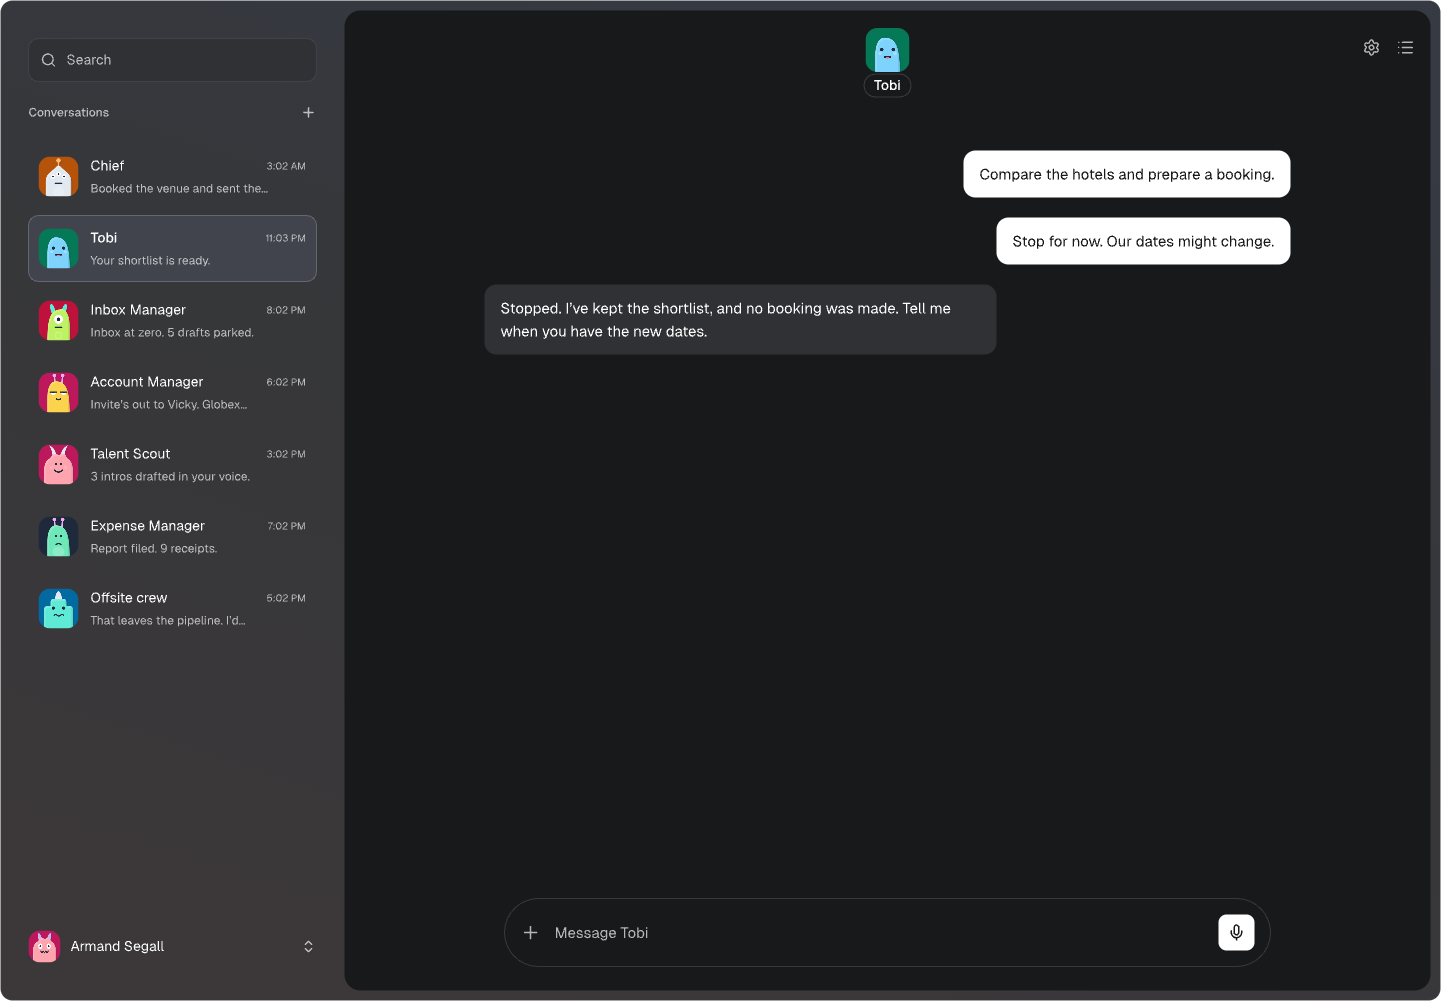 Search
Conversations
Chief
3:02 AM
Booked the venue and sent the...
Tobi
11:03 PM
Your shortlist is ready.
Inbox Manager
8:02 PM
Inbox at zero. 5 drafts parked.
Account Manager
6:02 PM
Invite's out to Vicky. Globex...
Talent Scout
3:02 PM
3 intros drafted in your voice.
Expense Manager
7:02 PM
Report filed. 9 receipts.
Offsite crew
5:02 PM
That leaves the pipeline. I'd...
Armand Segall
Tobi
Compare the hotels and prepare a booking.
Stop for now. Our dates might change.
Stopped. I’ve kept the shortlist, and no booking was made. Tell me
when you have the new dates.
Message Tobi